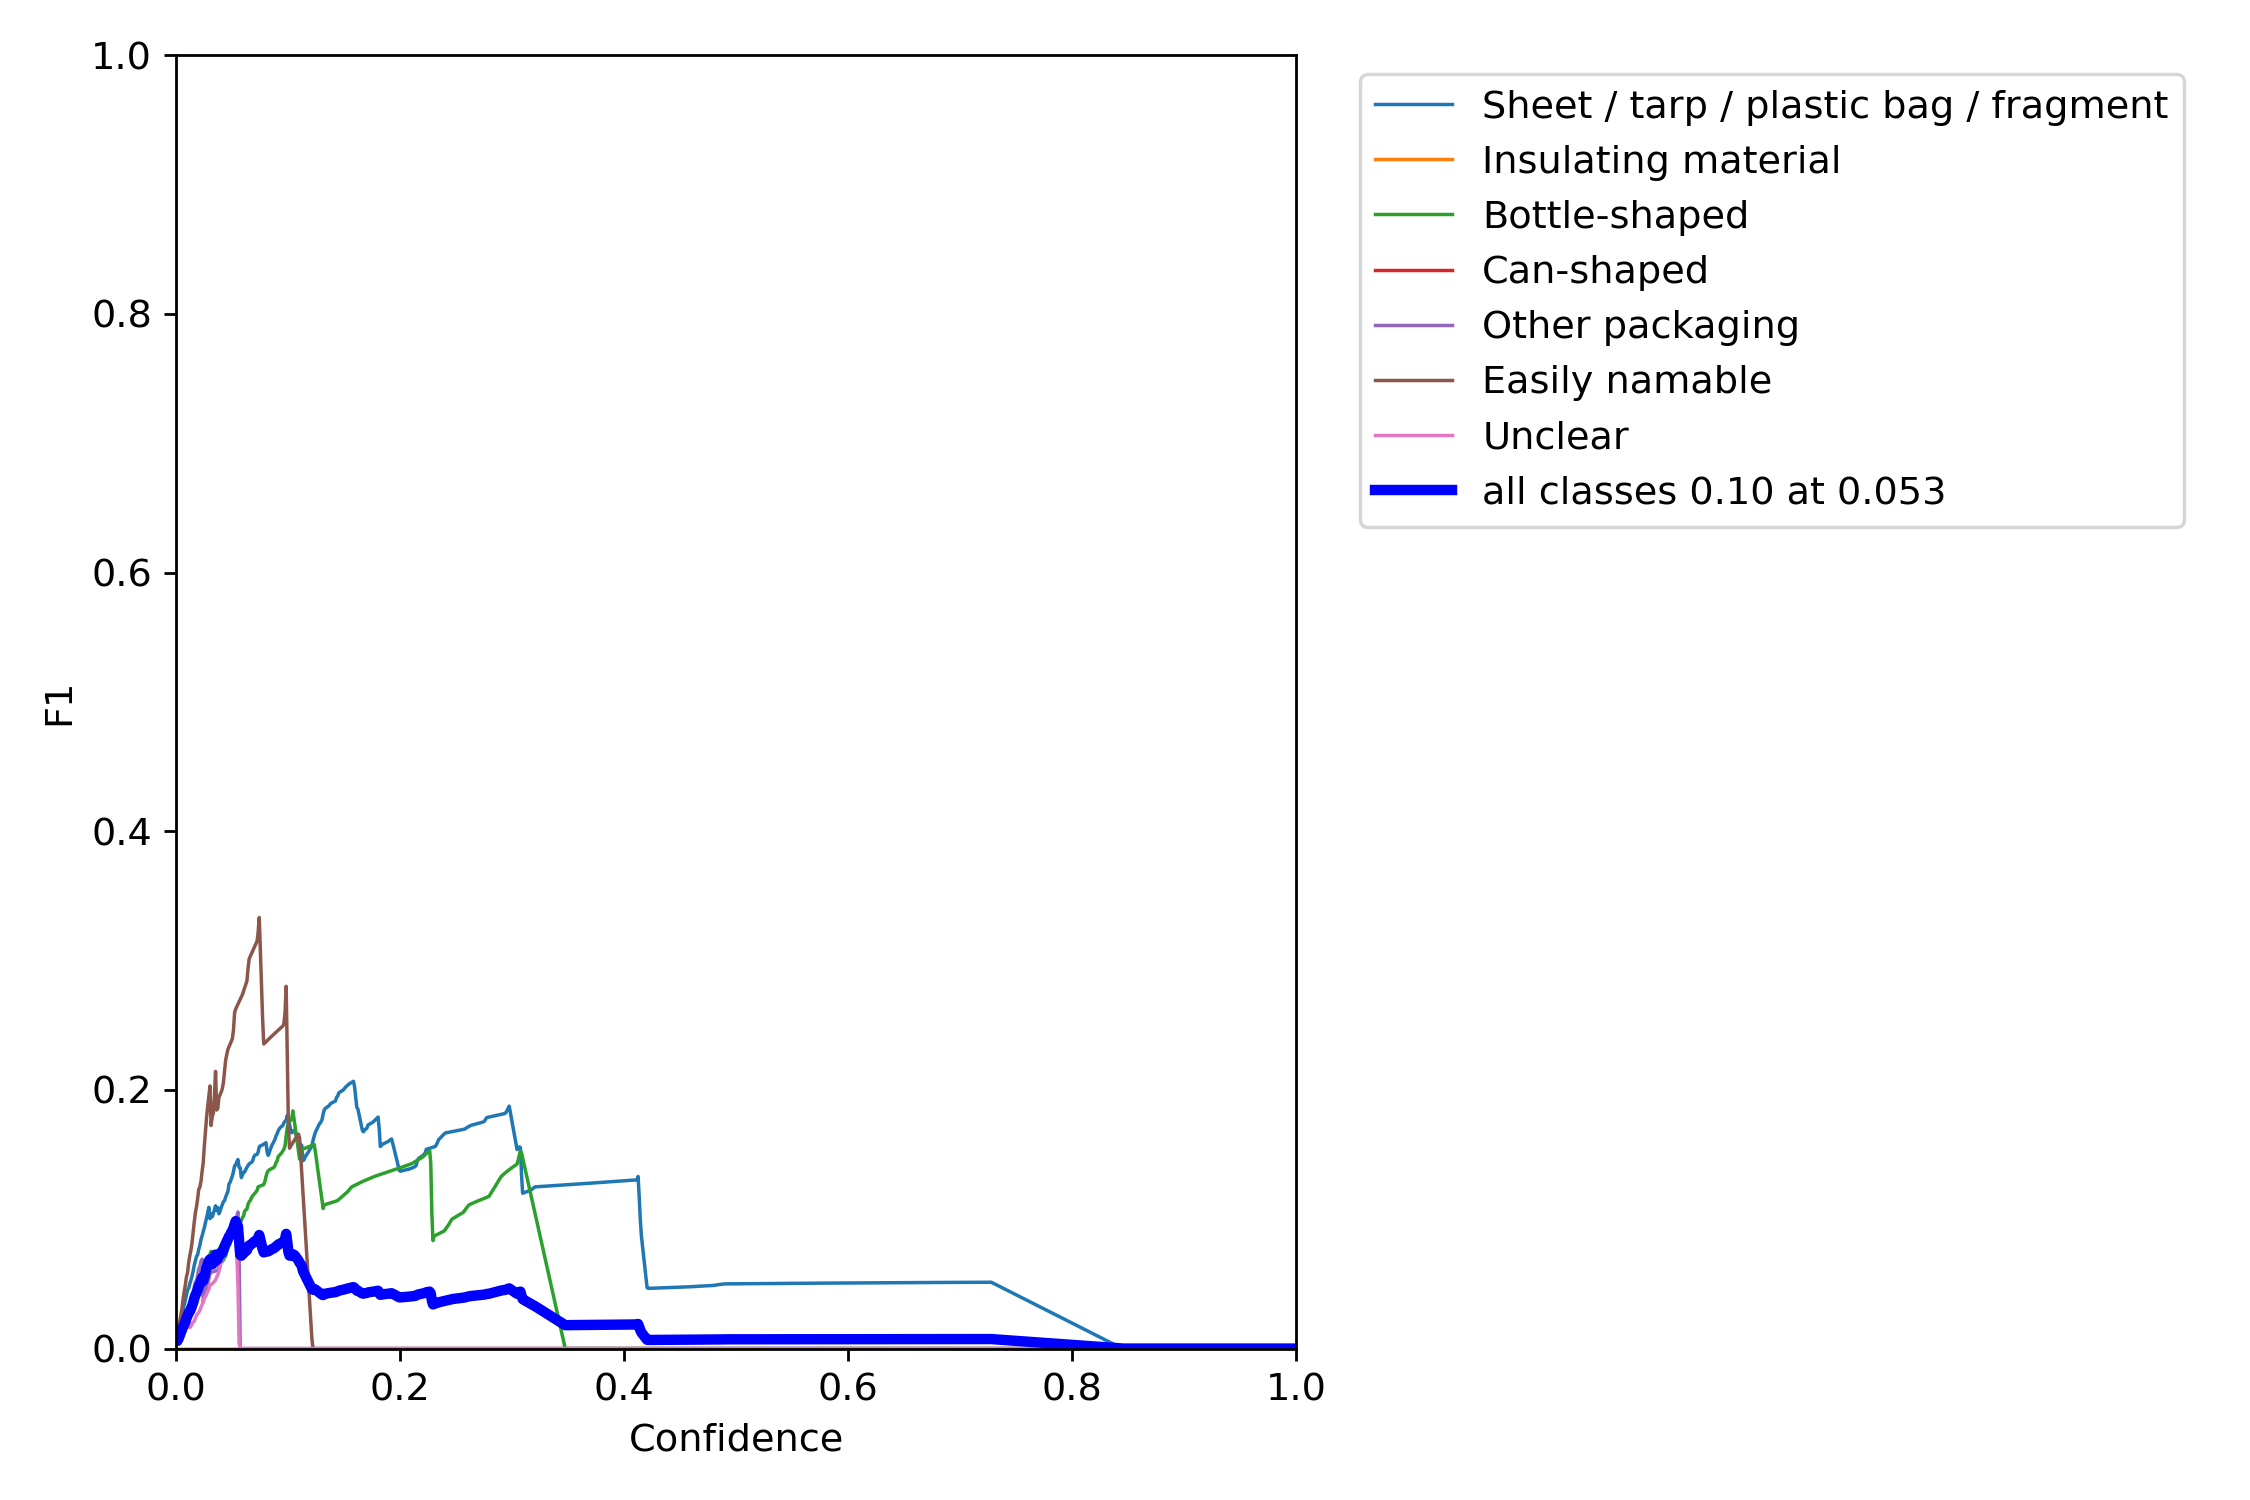 1.0
0.8
0.6
0.4
0.2
0.0
F1
0.0 0.2 0.4 0.6 0.8 1.0
Confidence
Sheet / tarp / plastic bag / fragment
Insulating material
Bottle-shaped
Can-shaped
Other packaging
Easily namable
Unclear
all classes 0.10 at 0.053